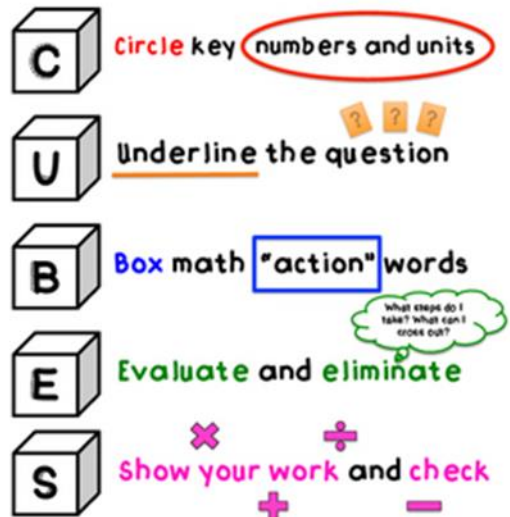 C Circle key numbers and units
? ? ?
U Underline the question
B Box math "action" words
What steps do I
take? What can I
cross out?
E Evaluate and eliminate
× ÷
S Show your work and check
+ −